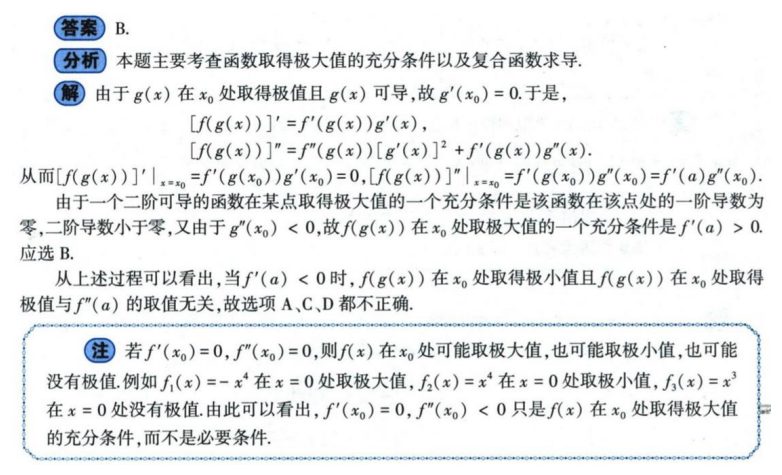 答案 B.
分析 本题主要考查函数取得极大值的充分条件以及复合函数求导.
解 由于 g(x) 在 x₀ 处取得极值且 g(x) 可导,故 g′(x₀) = 0.于是,
[f(g(x))]′ = f′(g(x))g′(x),
[f(g(x))]″ = f″(g(x))[g′(x)]² + f′(g(x))g″(x).
从而[f(g(x))]′|ₓ₌ₓ₀ = f′(g(x₀))g′(x₀) = 0,[f(g(x))]″|ₓ₌ₓ₀ = f′(g(x₀))g″(x₀) = f′(a)g″(x₀).
由于一个二阶可导的函数在某点取得极大值的一个充分条件是该函数在该点处的一阶导数为
零,二阶导数小于零,又由于 g″(x₀) < 0,故f(g(x)) 在 x₀ 处取极大值的一个充分条件是 f′(a) > 0.
应选 B.
从上述过程可以看出,当 f′(a) < 0 时, f(g(x)) 在 x₀ 处取得极小值且 f(g(x)) 在 x₀ 处取得
极值与 f″(a) 的取值无关,故选项 A、C、D 都不正确.
注 若 f′(x₀) = 0, f″(x₀) = 0,则 f(x) 在 x₀ 处可能取极大值,也可能取极小值,也可能
没有极值.例如 f₁(x) = − x⁴ 在 x = 0 处取极大值, f₂(x) = x⁴ 在 x = 0 处取极小值, f₃(x) = x³
在 x = 0 处没有极值.由此可以看出, f′(x₀) = 0, f″(x₀) < 0 只是 f(x) 在 x₀ 处取得极大值
的充分条件,而不是必要条件.